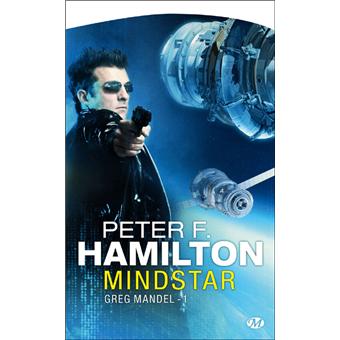 PETER F.
HAMILTON
MINDSTAR
GREG MANDEL - 1
M